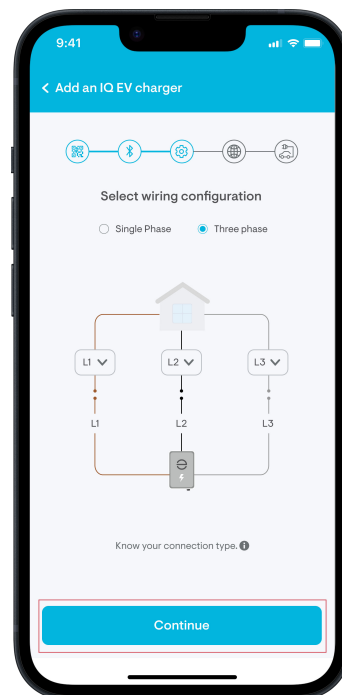 9:41
Add an IQ EV charger
Select wiring configuration
Single Phase Three phase
L1 L2 L3
L1 L2 L3
Know your connection type.
Continue